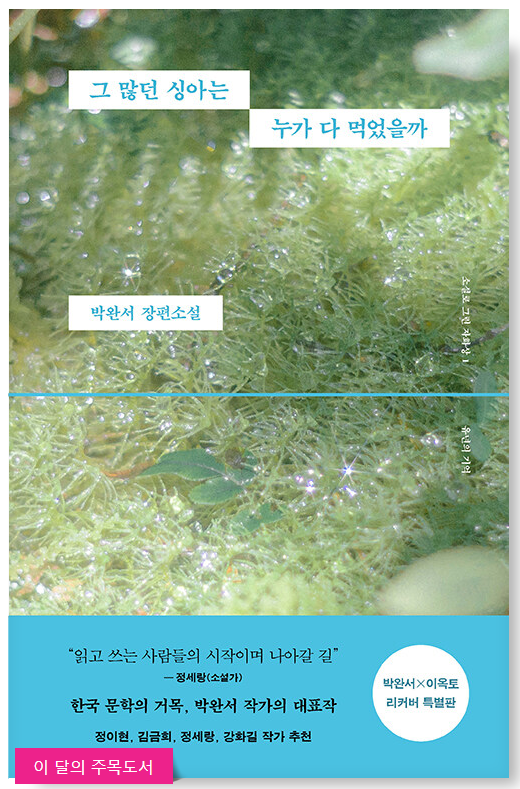 그 많던 싱아는
누가 다 먹었을까
박완서 장편소설
소설로 그린 자화상 1
유년의 기억
“읽고 쓰는 사람들의 시작이며 나아갈 길”
— 정세랑(소설가)
한국 문학의 거목, 박완서 작가의 대표작
정이현, 김금희, 정세랑, 강화길 작가 추천
박완서×이옥토
리커버 특별판
이 달의 주목도서